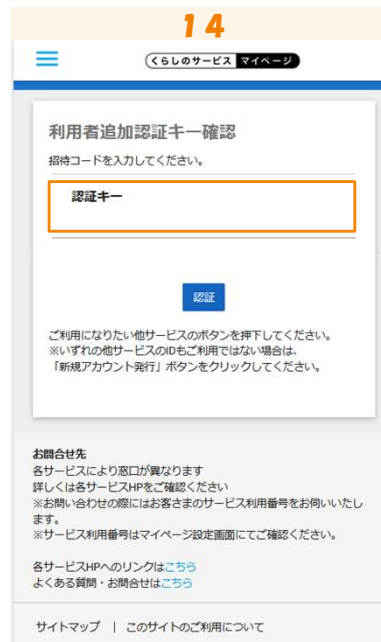 14
くらしのサービス マイページ
利用者追加認証キー確認
招待コードを入力してください。
認証キー
認証
ご利用になりたい他サービスのボタンを押下してください。
※いずれの他サービスのIDもご利用ではない場合は、
「新規アカウント発行」ボタンをクリックしてください。
お問合せ先
各サービスにより窓口が異なります
詳しくは各サービスHPをご確認ください
※お問い合わせの際にはお客さまのサービス利用番号をお伺いいたし
ます。
※サービス利用番号はマイページ設定画面にてご確認ください。
各サービスHPへのリンクはこちら
よくある質問・お問合せはこちら
サイトマップ | このサイトのご利用について